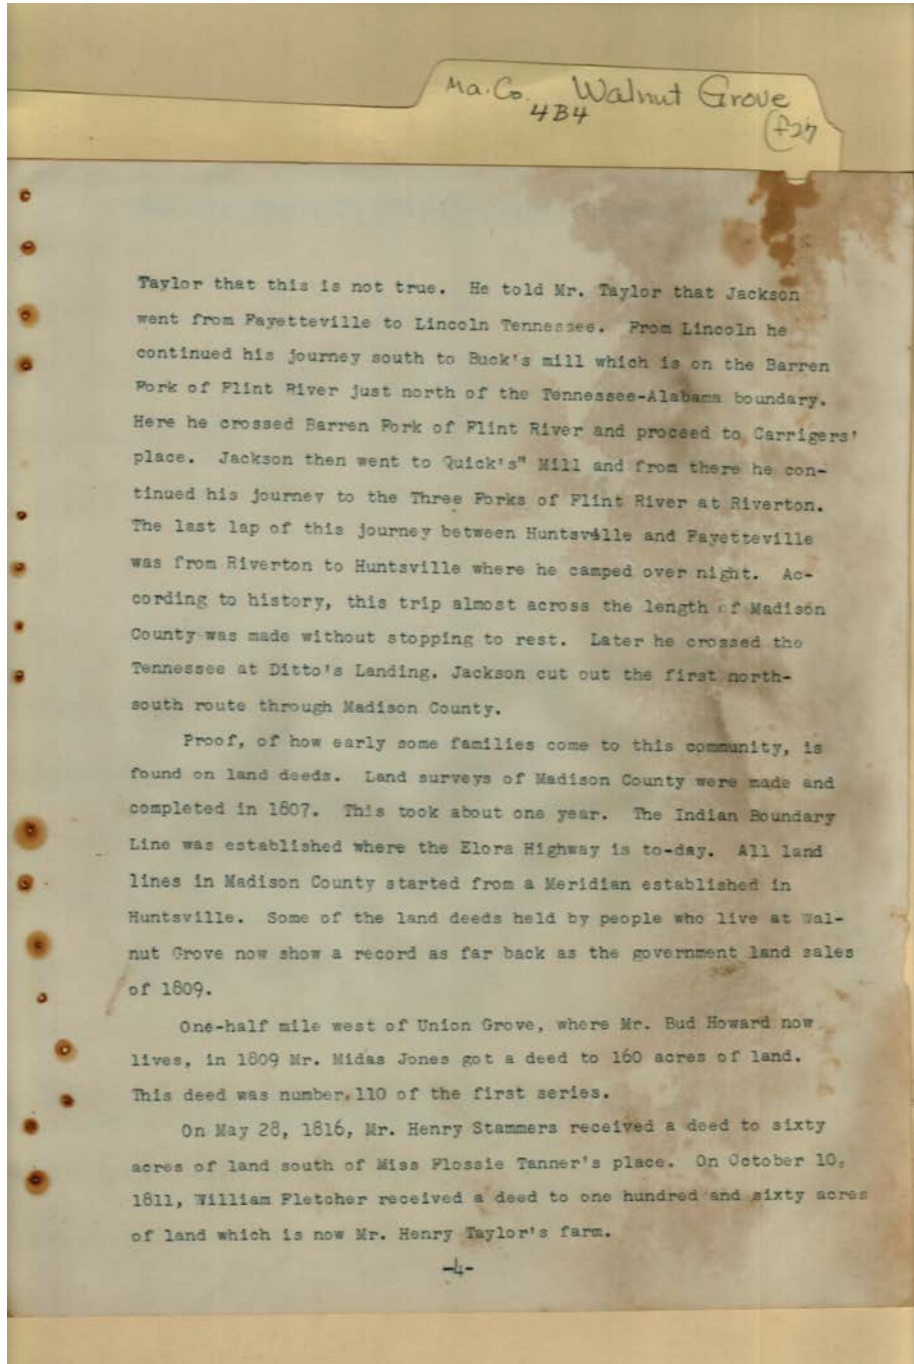 Ma. Co. Walnut Grove
4B4
f27
Taylor that this is not true. He told Mr. Taylor that Jackson
went from Fayetteville to Lincoln Tennessee. From Lincoln he
continued his journey south to Buck's mill which is on the Barren
Fork of Flint River just north of the Tennessee-Alabama boundary.
Here he crossed Barren Fork of Flint River and proceed to Carrigers'
place. Jackson then went to Quick's" Mill and from there he con-
tinued his journey to the Three Forks of Flint River at Riverton.
The last lap of this journey between Huntsville and Fayetteville
was from Riverton to Huntsville where he camped over night. Ac-
cording to history, this trip almost across the length of Madison
County was made without stopping to rest. Later he crossed the
Tennessee at Ditto's Landing. Jackson cut out the first north-
south route through Madison County.
Proof, of how early some families come to this community, is
found on land deeds. Land surveys of Madison County were made and
completed in 1807. This took about one year. The Indian Boundary
Line was established where the Elora Highway is to-day. All land
lines in Madison County started from a Meridian established in
Huntsville. Some of the land deeds held by people who live at Wal-
nut Grove now show a record as far back as the government land sales
of 1809.
One-half mile west of Union Grove, where Mr. Bud Howard now
lives, in 1809 Mr. Midas Jones got a deed to 160 acres of land.
This deed was number 110 of the first series.
On May 28, 1816, Mr. Henry Stammers received a deed to sixty
acres of land south of Miss Flossie Tanner's place. On October 10,
1811, William Fletcher received a deed to one hundred and sixty acres
of land which is now Mr. Henry Taylor's farm.
-4-